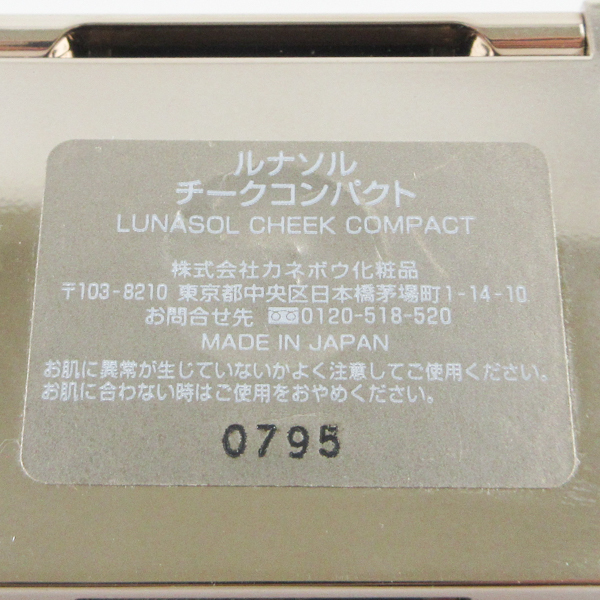 ルナソル
チークコンパクト
LUNASOL CHEEK COMPACT
株式会社カネボウ化粧品
〒103-8210 東京都中央区日本橋茅場町1-14-10
お問合せ先 0120-518-520
MADE IN JAPAN
お肌に異常が生じていないかよく注意してご使用ください。
お肌に合わない時はご使用をおやめください。
0795